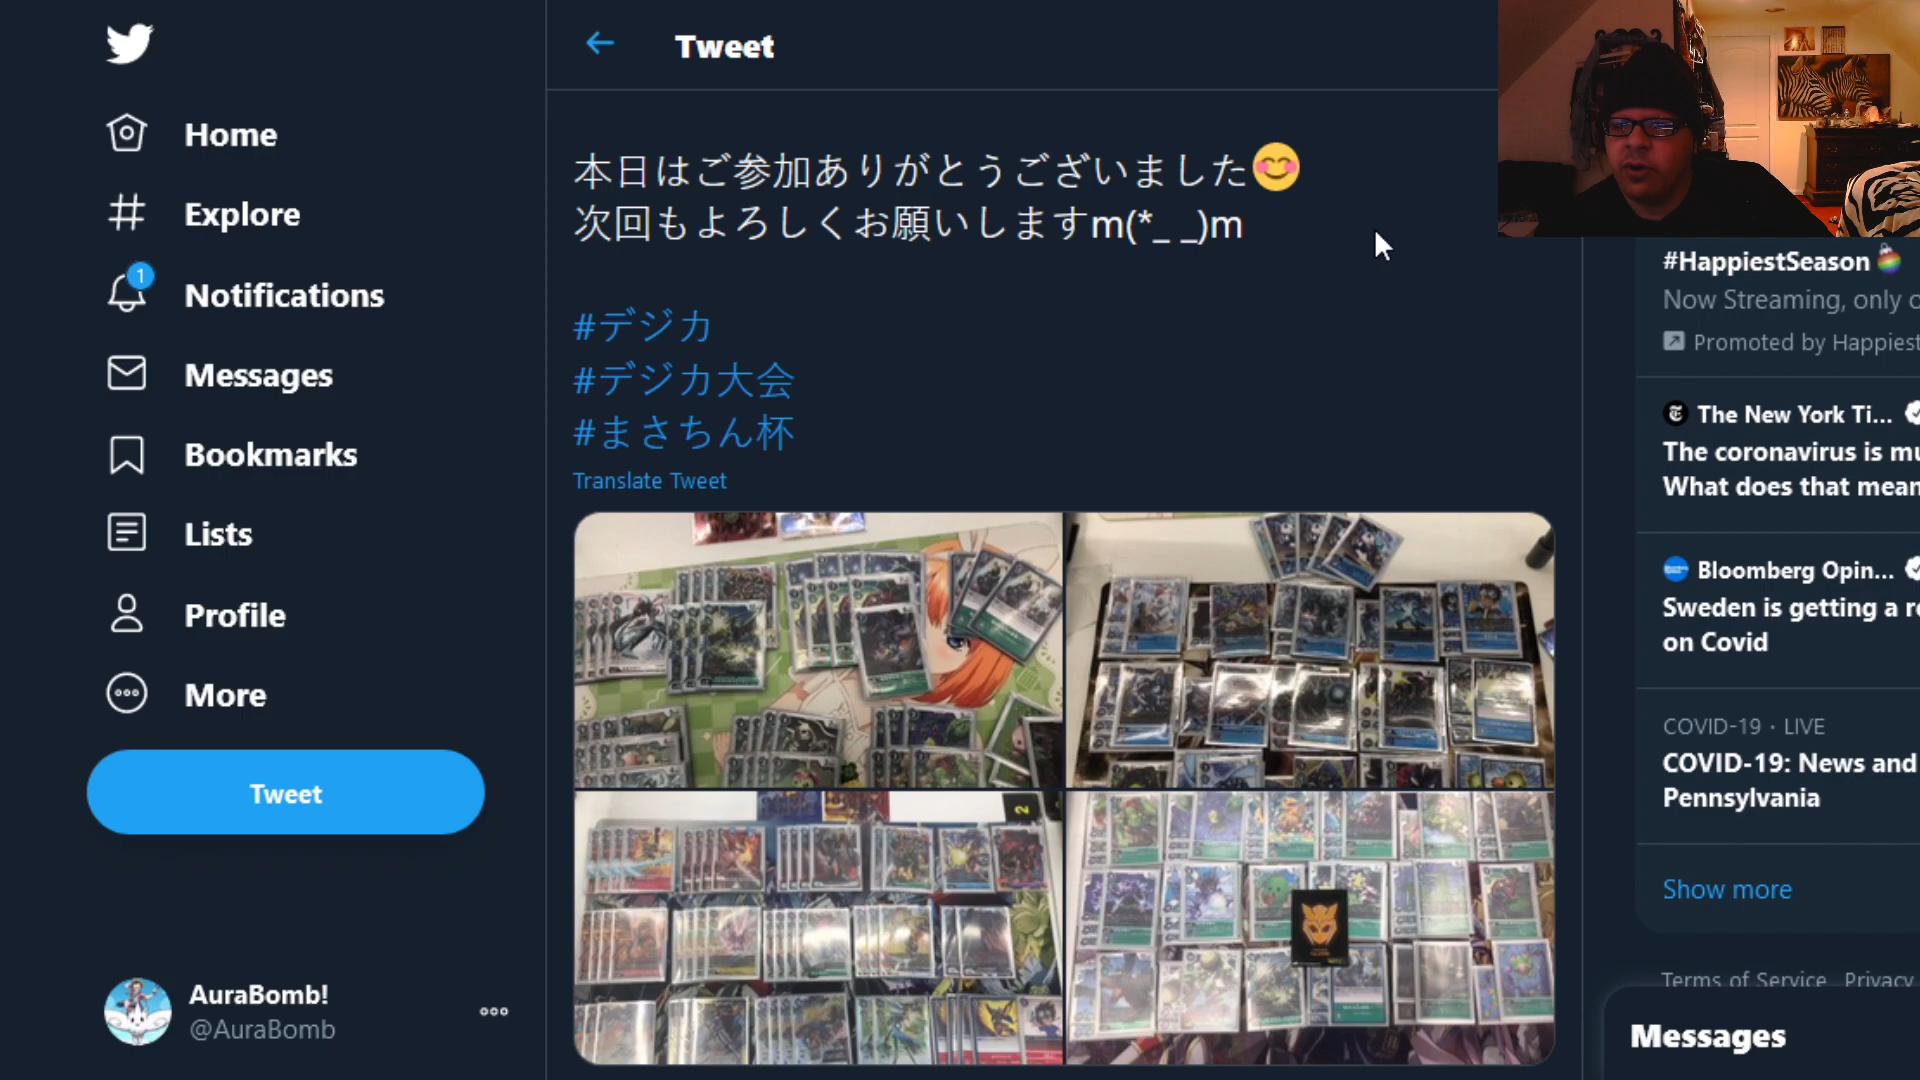 Home
Explore
1
Notifications
Messages
Bookmarks
Lists
Profile
More
Tweet
AuraBomb!
@AuraBomb
Tweet
本日はご参加ありがとうございました😊
次回もよろしくお願いしますm(*_ _)m
#デジカ
#デジカ大会
#まさちん杯
Translate Tweet
2
#HappiestSeason
Now Streaming, only o
Promoted by Happiest
The New York Ti...
The coronavirus is mu
What does that mean
Bloomberg Opin...
Sweden is getting a re
on Covid
COVID-19 · LIVE
COVID-19: News and
Pennsylvania
Show more
Terms of Service Privacy
Messages